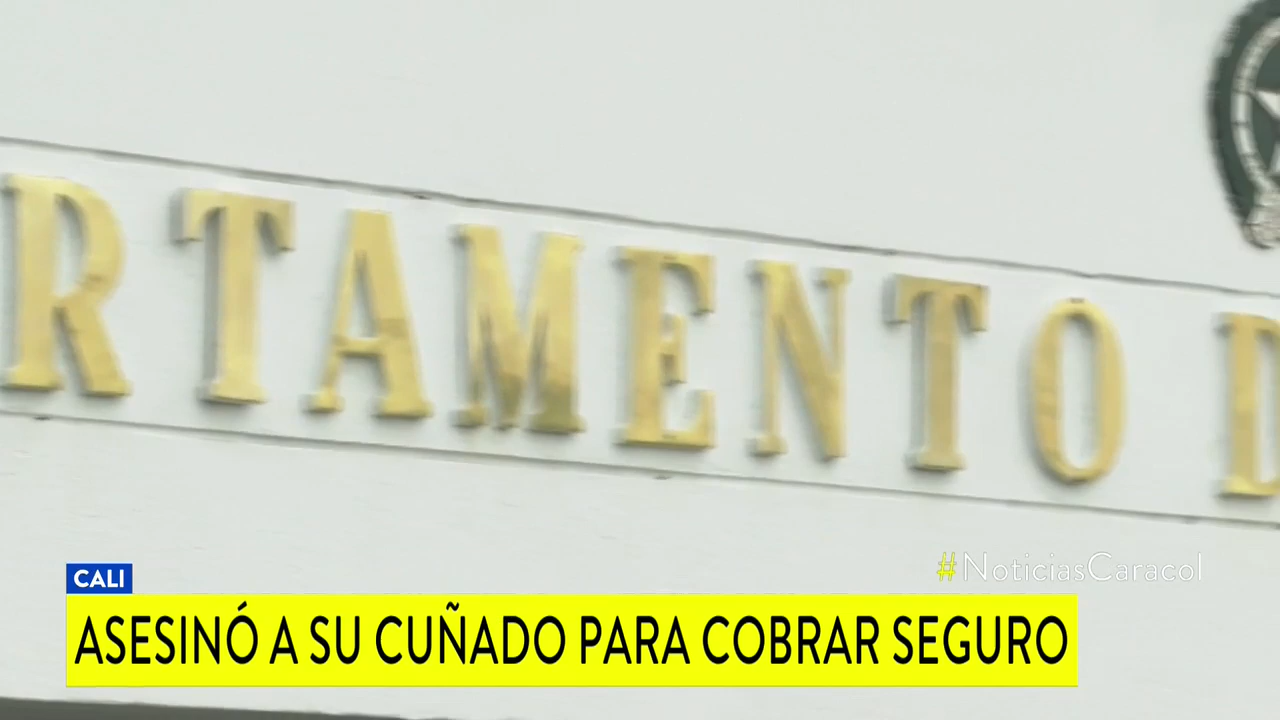 RTAMENTO D
#NoticiasCaracol
CALI
ASESINÓ A SU CUÑADO PARA COBRAR SEGURO